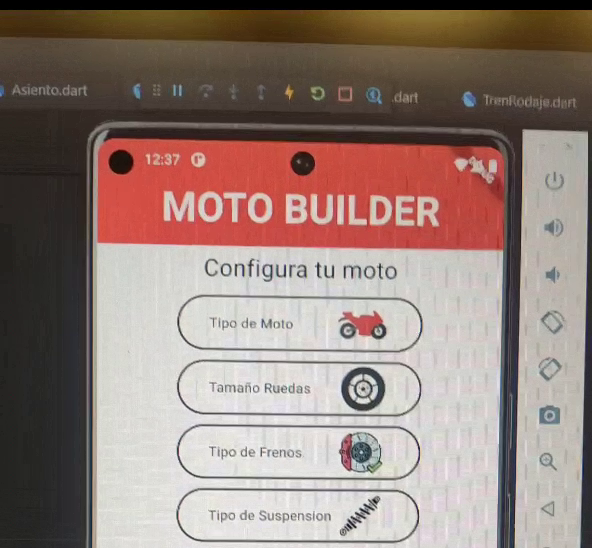 Asiento.dart
.dart
TrenRodaje.dart
12:37
MOTO BUILDER
Configura tu moto
Tipo de Moto
Tamaño Ruedas
Tipo de Frenos
Tipo de Suspension